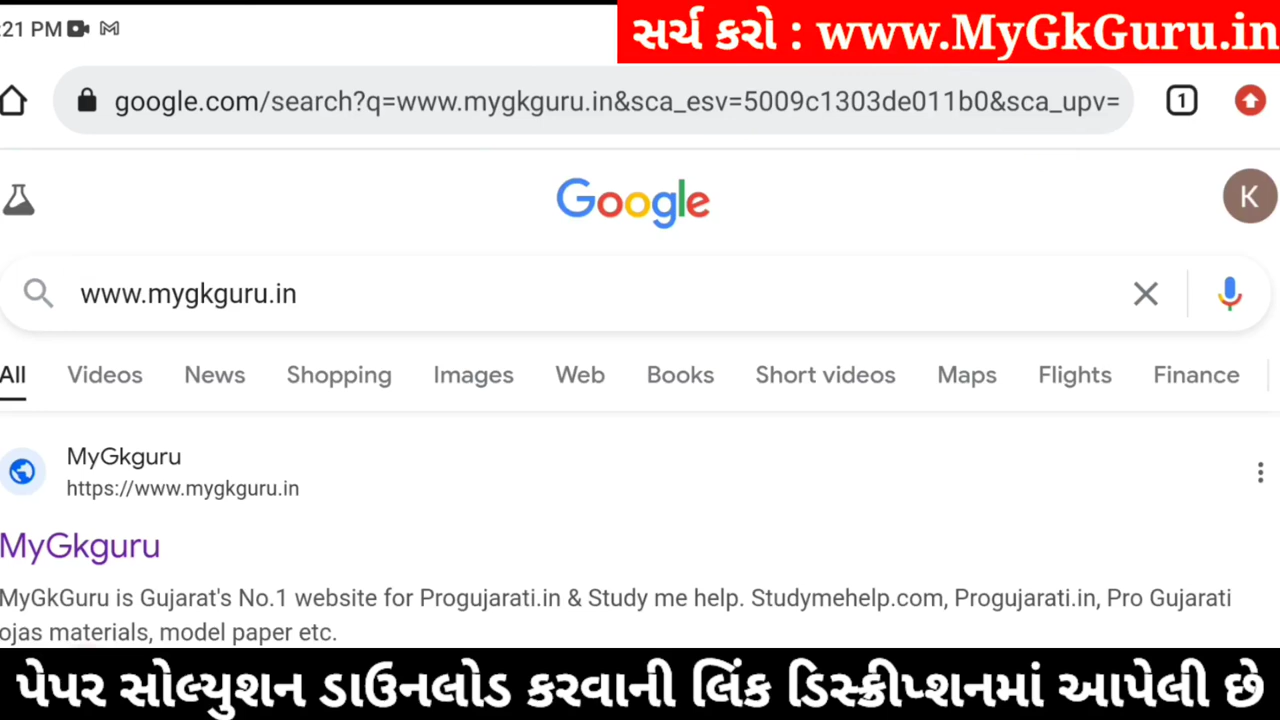 :21 PM
સર્ચ કરો : www.MyGkGuru.in
google.com/search?q=www.mygkguru.in&sca_esv=5009c1303de011b0&sca_upv=
1
Google
K
www.mygkguru.in
All Videos News Shopping Images Web Books Short videos Maps Flights Finance
MyGkguru
https://www.mygkguru.in
MyGkguru
MyGkGuru is Gujarat's No.1 website for Progujarati.in & Study me help. Studymehelp.com, Progujarati.in, Pro Gujarati
ojas materials, model paper etc.
પેપર સોલ્યુશન ડાઉનલોડ કરવાની લિંક ડિસ્ક્રીપ્શનમાં આપેલી છે